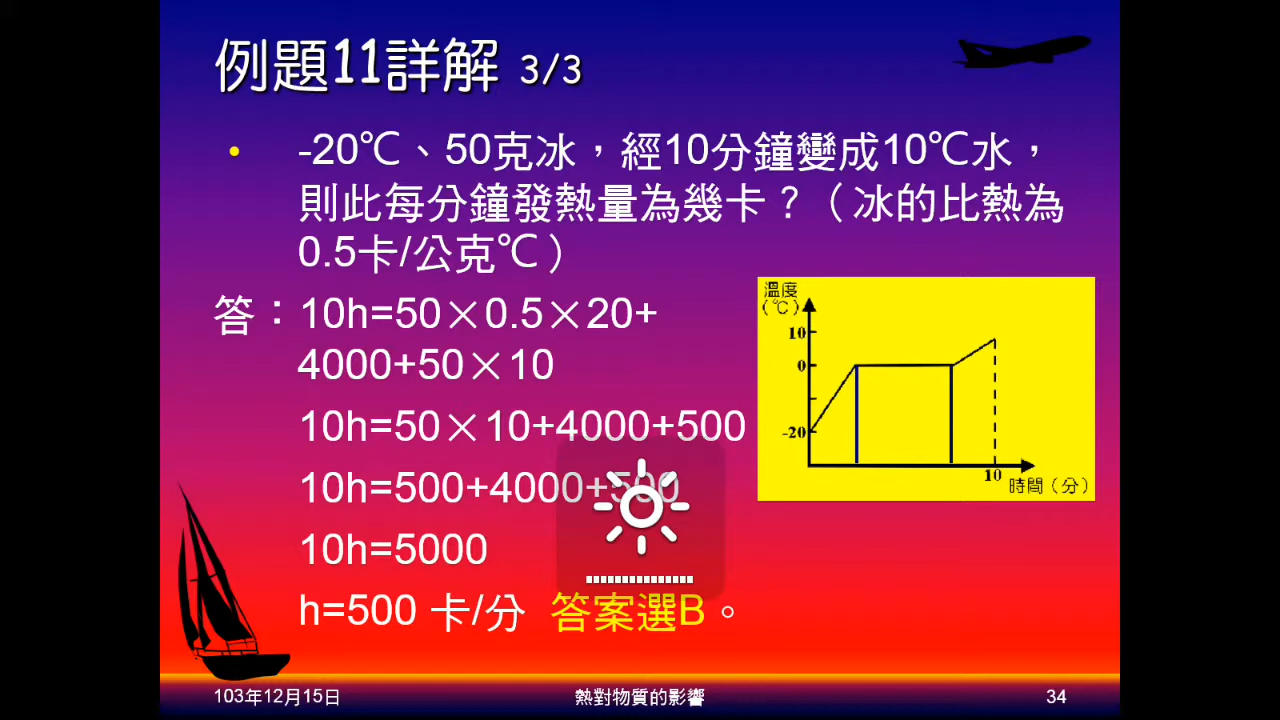 例題11詳解 3/3
• -20℃、50克冰，經10分鐘變成10℃水，
則此每分鐘發熱量為幾卡？（冰的比熱為
0.5卡/公克℃）
答：10h=50×0.5×20+
4000+50×10
10h=50×10+4000+500
10h=500+4000+500
10h=5000
h=500 卡/分 答案選B。
溫度
（℃）
10
0
-20
10
時間（分）
103年12月15日
熱對物質的影響
34